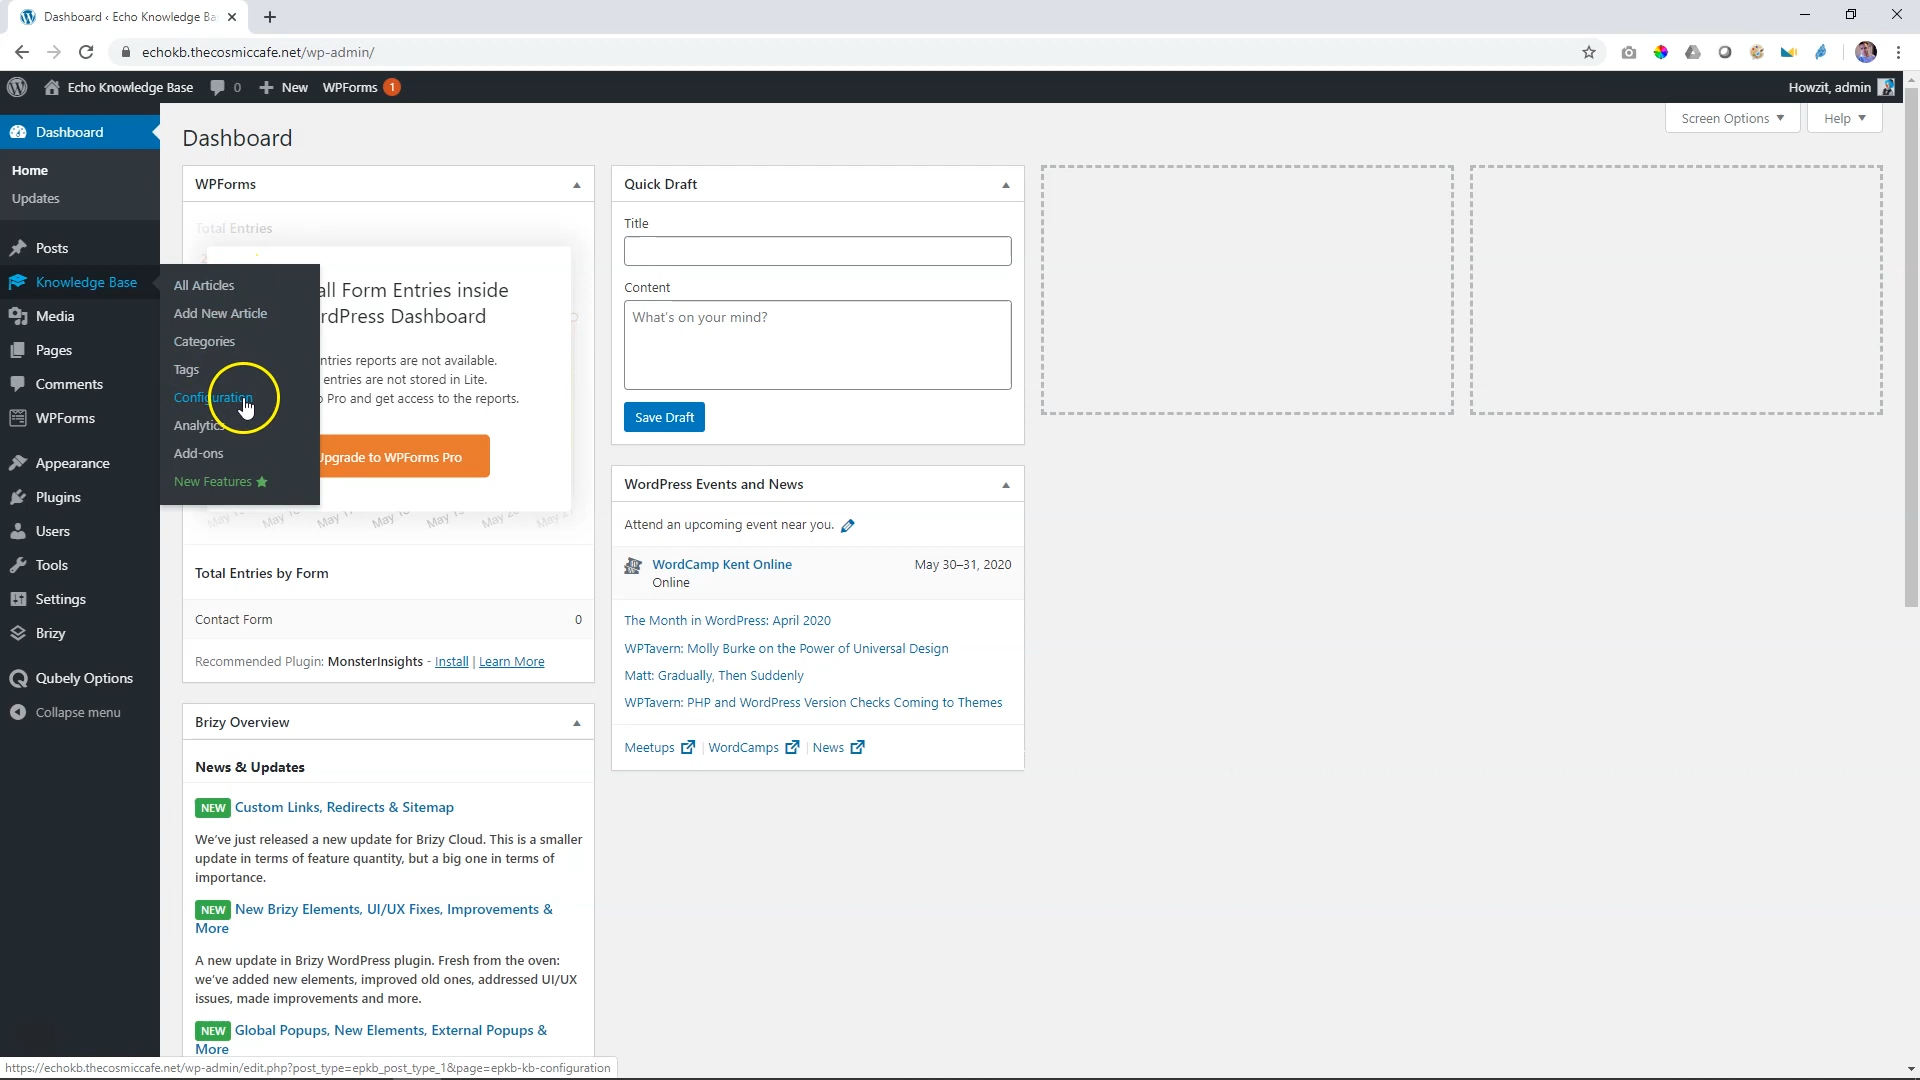 Dashboard ‹ Echo Knowledge Ba
echokb.thecosmiccafe.net/wp-admin/
Echo Knowledge Base
0
New
WPForms
1
Howzit, admin
Dashboard
Home
Updates
Posts
Knowledge Base
Media
Pages
Comments
WPForms
Appearance
Plugins
Users
Tools
Settings
Brizy
Qubely Options
Collapse menu
All Articles
Add New Article
Categories
Tags
Configuration
Analytics
Add-ons
New Features
Dashboard
Screen Options
Help
WPForms
Total Entries
all Form Entries inside
rdPress Dashboard
ntries reports are not available.
entries are not stored in Lite.
Pro and get access to the reports.
Upgrade to WPForms Pro
Total Entries by Form
Contact Form 0
Recommended Plugin: MonsterInsights - Install | Learn More
Brizy Overview
News & Updates
NEW Custom Links, Redirects & Sitemap
We've just released a new update for Brizy Cloud. This is a smaller
update in terms of feature quantity, but a big one in terms of
importance.
NEW New Brizy Elements, UI/UX Fixes, Improvements &
More
A new update in Brizy WordPress plugin. Fresh from the oven:
we've added new elements, improved old ones, addressed UI/UX
issues, made improvements and more.
NEW Global Popups, New Elements, External Popups &
More
Quick Draft
Title
Content
What's on your mind?
Save Draft
WordPress Events and News
Attend an upcoming event near you.
WordCamp Kent Online May 30–31, 2020
Online
The Month in WordPress: April 2020
WPTavern: Molly Burke on the Power of Universal Design
Matt: Gradually, Then Suddenly
WPTavern: PHP and WordPress Version Checks Coming to Themes
Meetups | WordCamps | News
https://echokb.thecosmiccafe.net/wp-admin/edit.php?post_type=epkb_post_type_1&page=epkb-kb-configuration